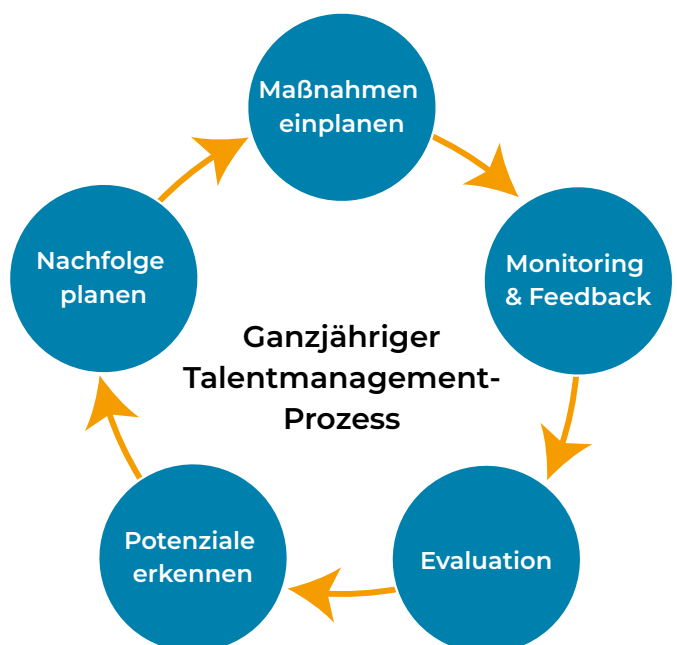 Maßnahmen
einplanen
Monitoring
& Feedback
Evaluation
Potenziale
erkennen
Nachfolge
planen
Ganzjähriger
Talentmanagement-
Prozess